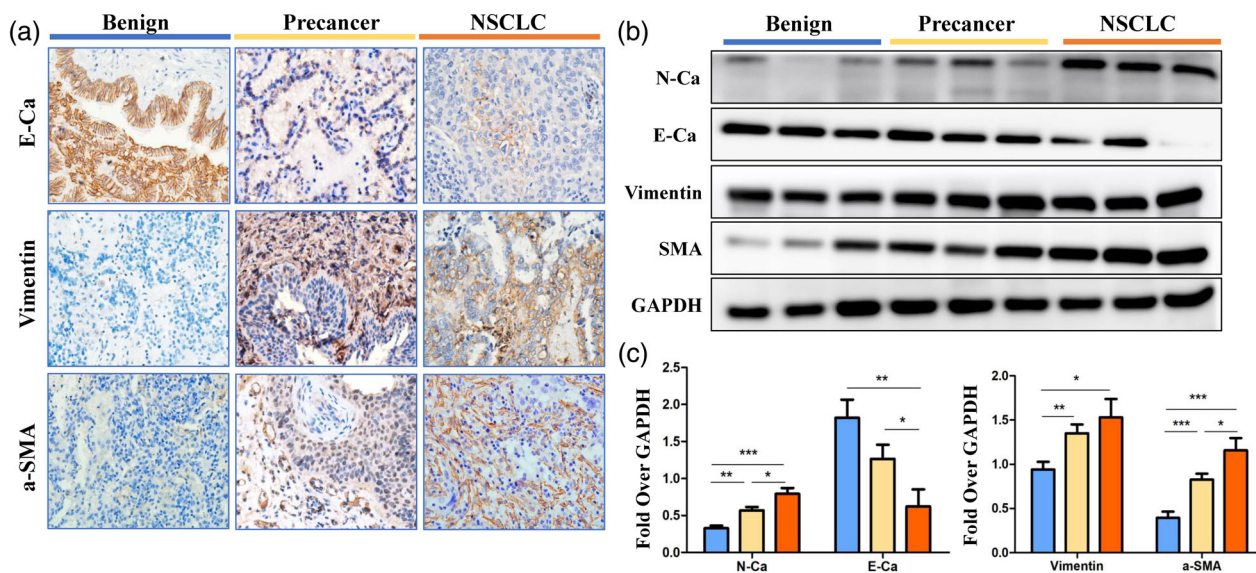 (a)
Benign Precancer NSCLC
E-Ca
Vimentin
a-SMA
(b)
Benign Precancer NSCLC
N-Ca
E-Ca
Vimentin
SMA
GAPDH
(c)
Fold Over GAPDH
2.5
2.0
1.5
1.0
0.5
0.0
*** ** *
** *
N-Ca E-Ca
Fold Over GAPDH
2.0
1.5
1.0
0.5
0.0
** *
*** *** *
Vimentin a-SMA